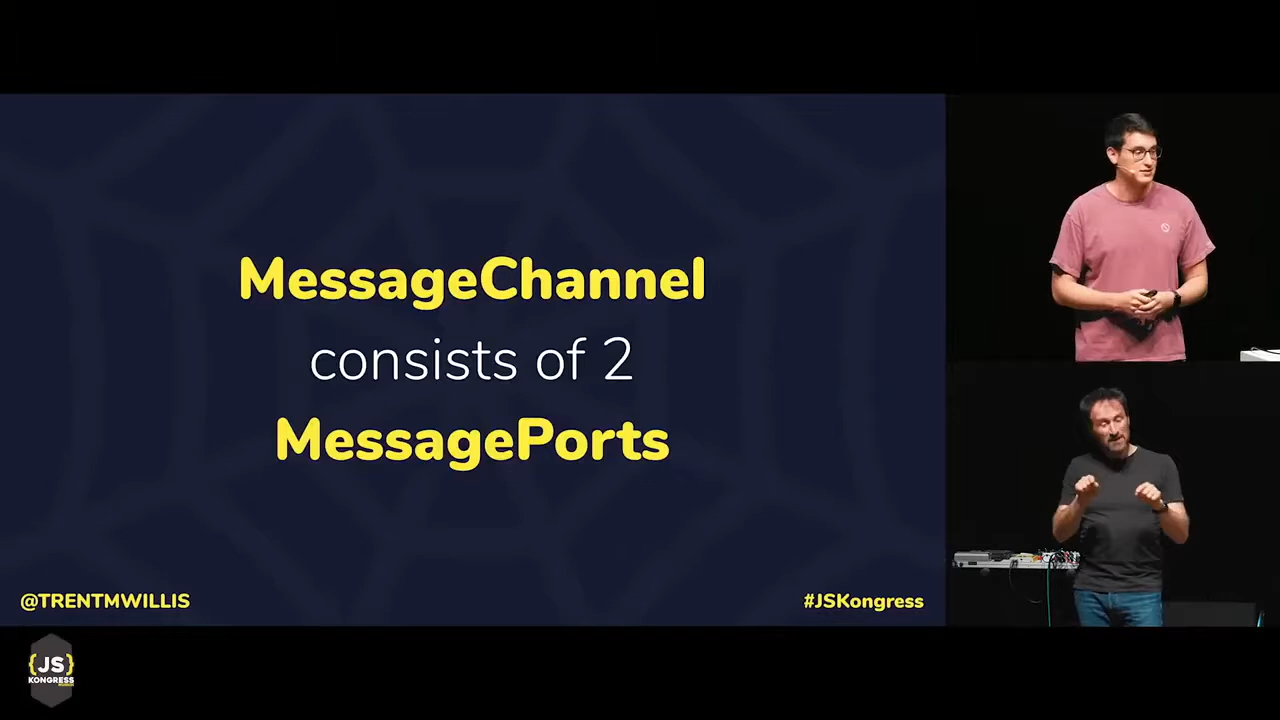 MessageChannel
consists of 2
MessagePorts
@TRENTMWILLIS
#JSKongress
{JS}
KONGRESS